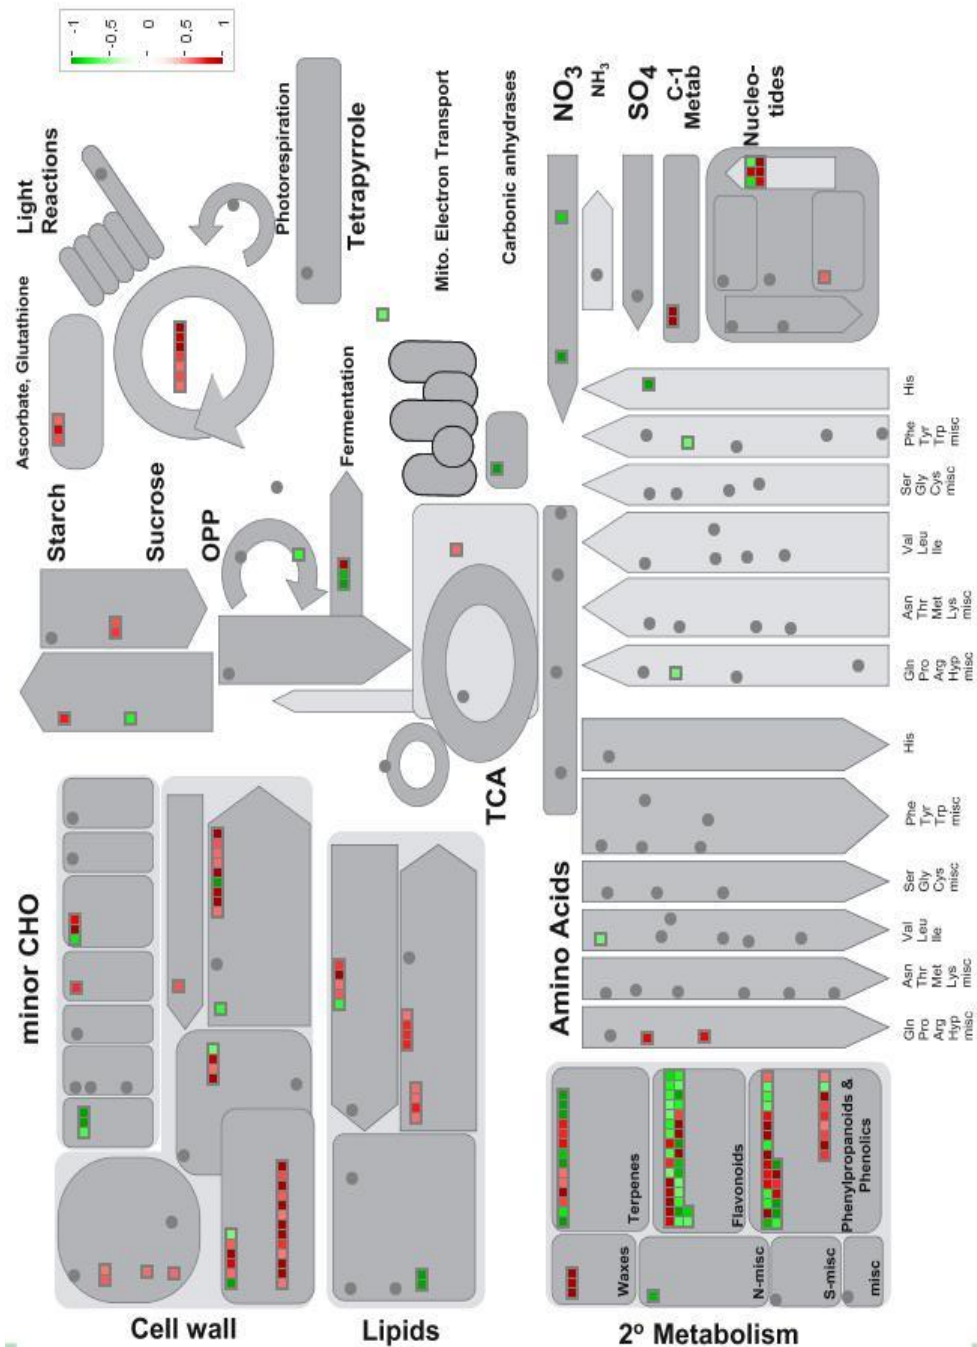 -1
-0.5
0
0.5
1
Light
Reactions
Ascorbate, Glutathione
Photorespiration
Tetrapyrrole
Mito. Electron Transport
Carbonic anhydrases
NO3
NH3
SO4
C-1
Metab
Nucleo-
tides
Starch
Sucrose
OPP
Fermentation
TCA
minor CHO
Cell wall
Lipids
Amino Acids
His
Phe
Tyr
Trp
misc
Ser
Gly
Cys
misc
Val
Leu
Ile
Asn
Thr
Met
Lys
misc
Gln
Pro
Arg
Hyp
misc
His
Phe
Tyr
Trp
misc
Ser
Gly
Cys
misc
Val
Leu
Ile
Asn
Thr
Met
Lys
misc
Gln
Pro
Arg
Hyp
misc
Terpenes
Flavonoids
Phenylpropanoids &
Phenolics
Waxes
N-misc
S-misc
misc
2º Metabolism